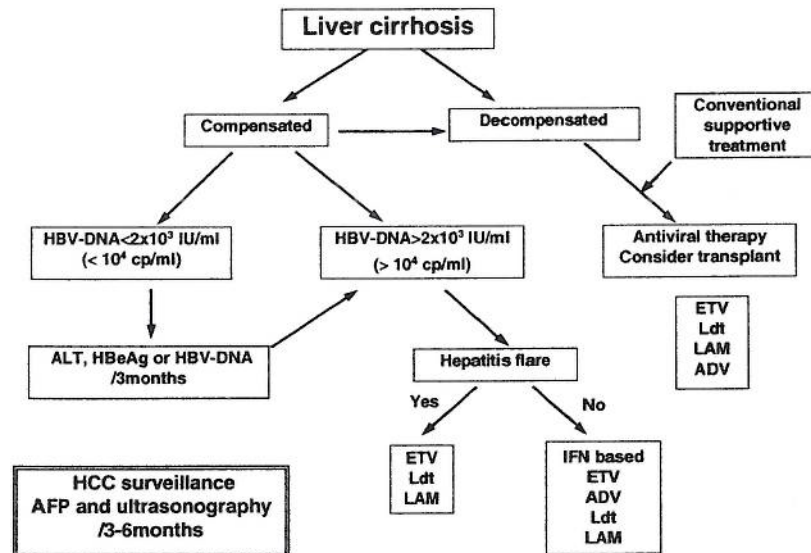 Liver cirrhosis
Compensated
Decompensated
Conventional
supportive
treatment
HBV-DNA<2x10³ IU/ml
(< 10⁴ cp/ml)
HBV-DNA>2x10³ IU/ml
(> 10⁴ cp/ml)
Antiviral therapy
Consider transplant
ETV
Ldt
LAM
ADV
ALT, HBeAg or HBV-DNA
/3months
Hepatitis flare
Yes
No
ETV
Ldt
LAM
IFN based
ETV
ADV
Ldt
LAM
HCC surveillance
AFP and ultrasonography
/3-6months